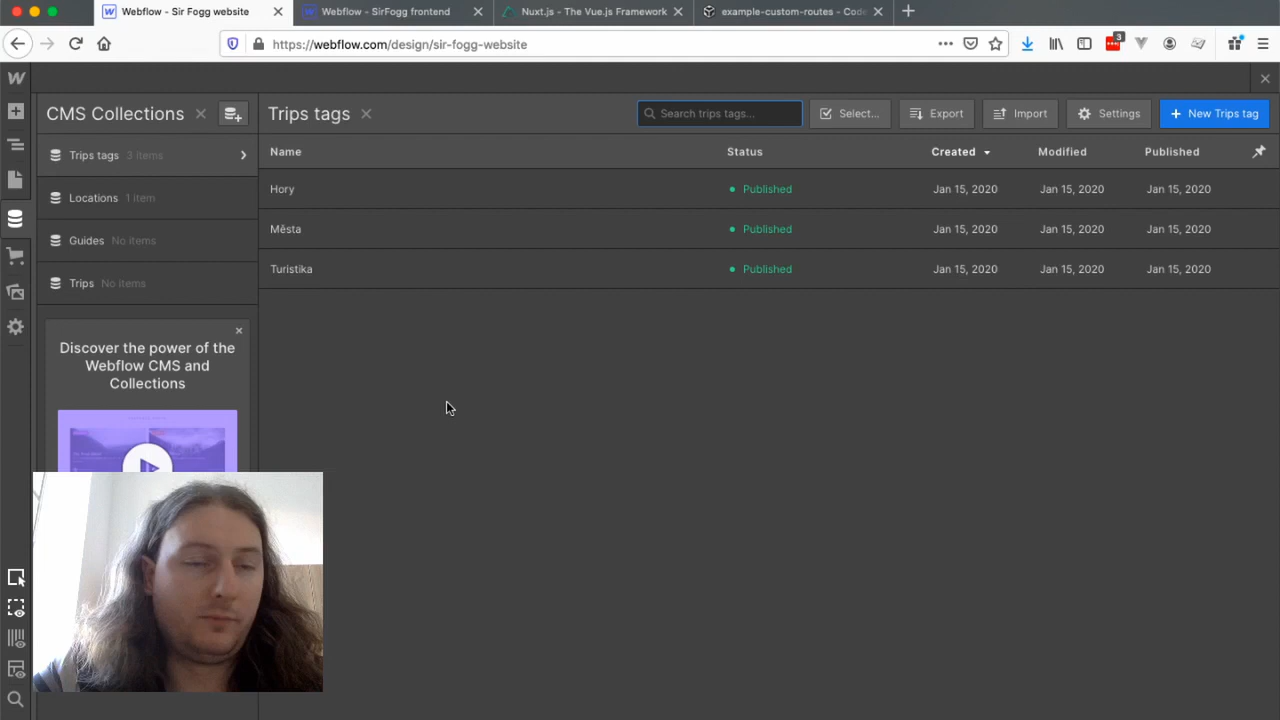 Webflow - Sir Fogg website
Webflow - SirFogg frontend
Nuxt.js - The Vue.js Framework
example-custom-routes - Code
https://webflow.com/design/sir-fogg-website
3
CMS Collections
Trips tags
Search trips tags...
Select...
Export
Import
Settings
New Trips tag
Trips tags 3 items
Locations 1 item
Guides No items
Trips No items
Name Status Created Modified Published
Hory Published Jan 15, 2020 Jan 15, 2020 Jan 15, 2020
Města Published Jan 15, 2020 Jan 15, 2020 Jan 15, 2020
Turistika Published Jan 15, 2020 Jan 15, 2020 Jan 15, 2020
Discover the power of the
Webflow CMS and
Collections